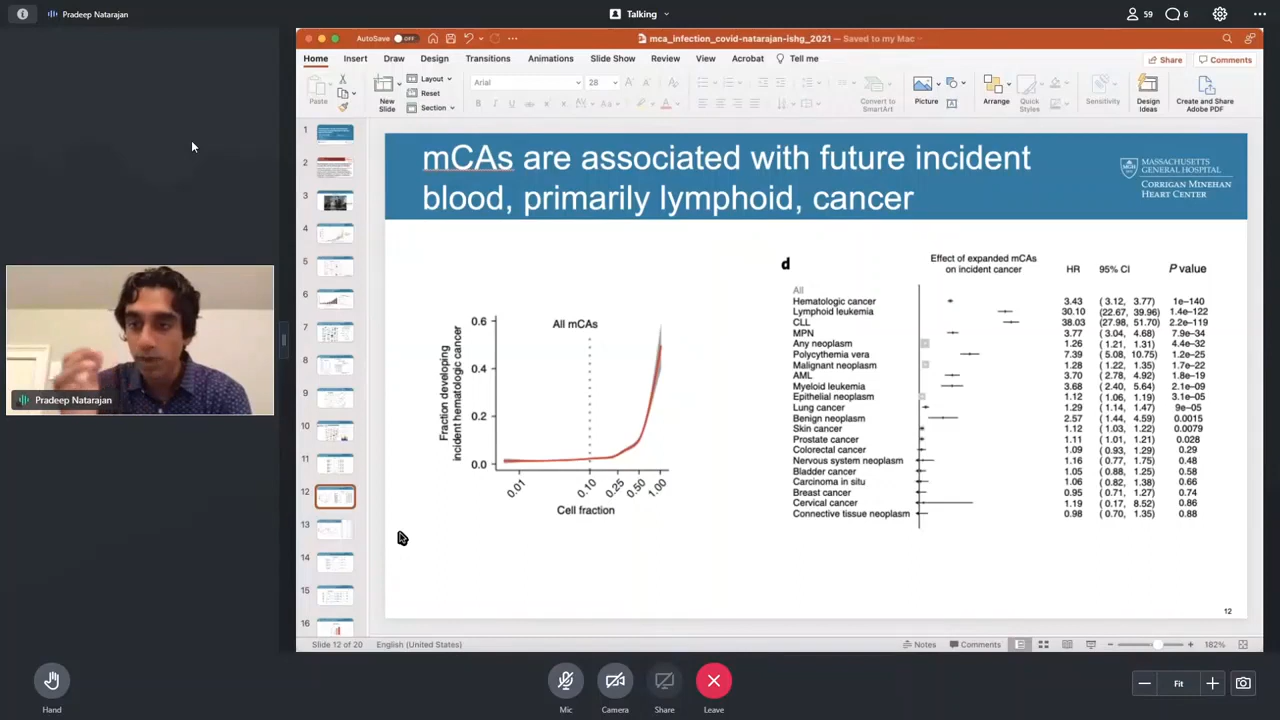 Pradeep Natarajan
Talking
59
6
AutoSave OFF
mca_infection_covid-natarajan-ishg_2021 — Saved to my Mac
Home Insert Draw Design Transitions Animations Slide Show Review View Acrobat Tell me
Share Comments
Paste
New
Slide
Layout
Reset
Section
Arial 28
Convert to
SmartArt
Picture
Arrange
Quick
Styles
Sensitivity
Design
Ideas
Create and Share
Adobe PDF
1
2
3
4
5
6
7
8
9
10
11
12
13
14
15
16
mCAs are associated with future incident
blood, primarily lymphoid, cancer
MASSACHUSETTS
GENERAL HOSPITAL
CORRIGAN MINEHAN
HEART CENTER
Fraction developing
incident hematologic cancer
0.6
0.4
0.2
0.0
All mCAs
0.01 0.10 0.25 0.50 1.00
Cell fraction
d
Effect of expanded mCAs
on incident cancer
HR 95% CI P value
All
Hematologic cancer 3.43 ( 3.12, 3.77) 1e−140
Lymphoid leukemia 30.10 (22.67, 39.96) 1.4e−122
CLL 38.03 (27.98, 51.70) 2.2e−119
MPN 3.77 ( 3.04, 4.68) 7.9e−34
Any neoplasm 1.26 ( 1.21, 1.31) 4.4e−32
Polycythemia vera 7.39 ( 5.08, 10.75) 1.2e−25
Malignant neoplasm 1.28 ( 1.22, 1.35) 1.7e−22
AML 3.70 ( 2.78, 4.92) 1.8e−19
Myeloid leukemia 3.68 ( 2.40, 5.64) 2.1e−09
Epithelial neoplasm 1.12 ( 1.06, 1.19) 3.1e−05
Lung cancer 1.29 ( 1.14, 1.47) 9e−05
Benign neoplasm 2.57 ( 1.44, 4.59) 0.0015
Skin cancer 1.12 ( 1.03, 1.22) 0.0079
Prostate cancer 1.11 ( 1.01, 1.21) 0.028
Colorectal cancer 1.09 ( 0.93, 1.29) 0.29
Nervous system neoplasm 1.16 ( 0.77, 1.75) 0.48
Bladder cancer 1.05 ( 0.88, 1.25) 0.58
Carcinoma in situ 1.06 ( 0.82, 1.38) 0.66
Breast cancer 0.95 ( 0.71, 1.27) 0.74
Cervical cancer 1.19 ( 0.17, 8.52) 0.86
Connective tissue neoplasm 0.98 ( 0.70, 1.35) 0.88
12
Pradeep Natarajan
Slide 12 of 20 English (United States)
Notes Comments 182%
Hand
Mic
Camera
Share
Leave
Fit